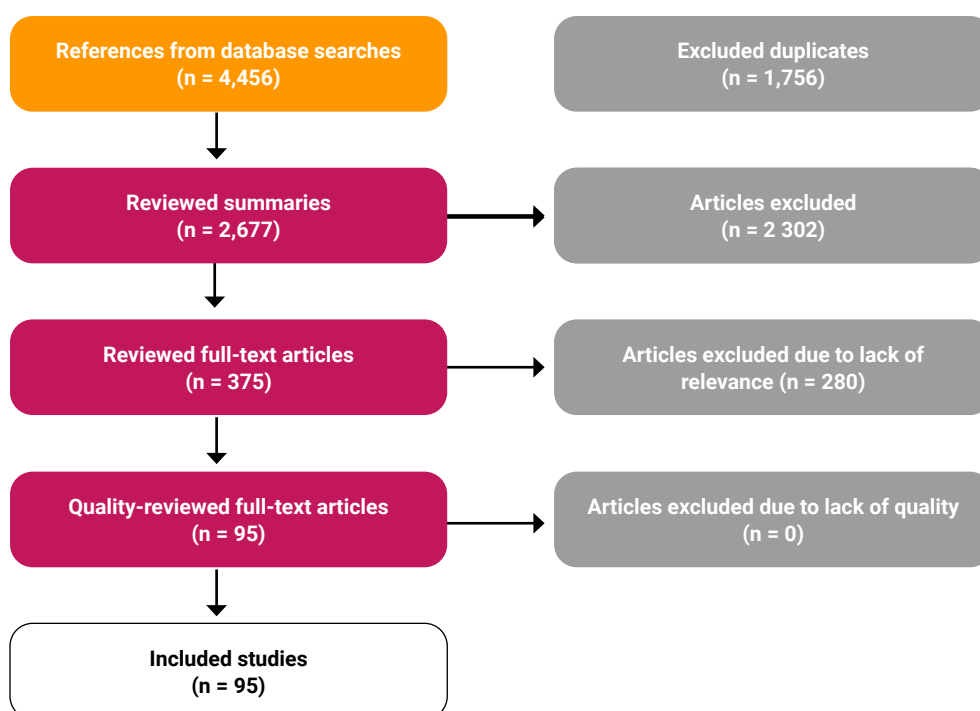 References from database searches
(n = 4,456)
Excluded duplicates
(n = 1,756)
Reviewed summaries
(n = 2,677)
Articles excluded
(n = 2 302)
Reviewed full-text articles
(n = 375)
Articles excluded due to lack of
relevance (n = 280)
Quality-reviewed full-text articles
(n = 95)
Articles excluded due to lack of quality
(n = 0)
Included studies
(n = 95)